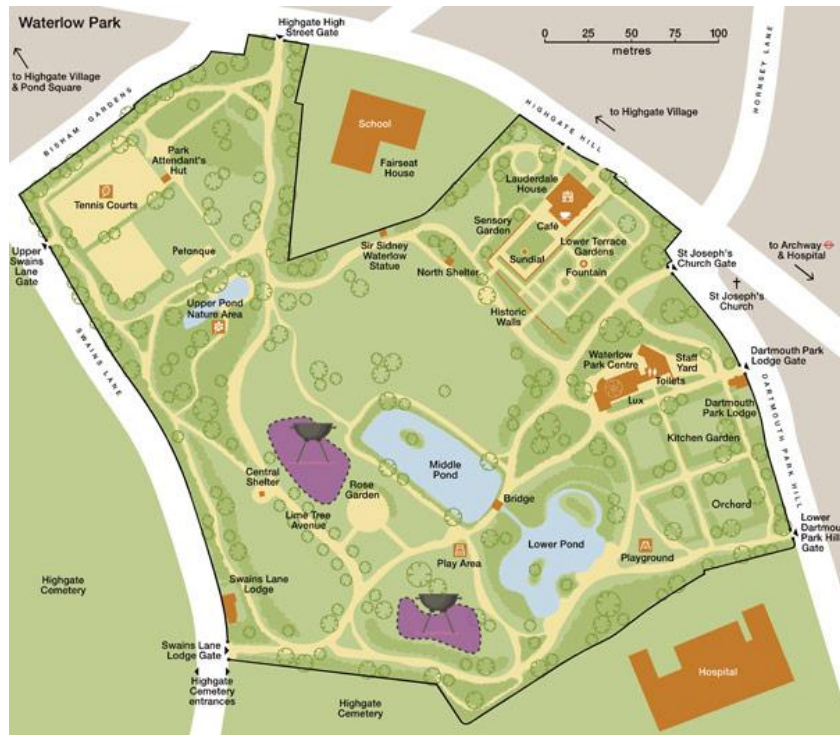 Waterlow Park
Highgate High
Street Gate
0 50 100
metres
to Highgate Village
& Pond Square
HORNSEY LANE
BISHAM GARDENS
HIGHGATE HILL
to Highgate Village
School
Fairseat
House
Park
Attendant's
Hut
Tennis Courts
Lauderdale
House
Café
Sensory
Garden
Lower Terrace
Gardens
Sundial
Fountain
Upper
Swains
Lane
Gate
Petanque
Sir Sidney
Waterlow
Statue
North Shelter
to Archway
& Hospital
St Joseph's
Church Gate
St Joseph's
Church
Upper Pond
Nature Area
Historic
Walls
SWAINS LANE
Waterlow
Park Centre
Staff
Yard
Toilets
Lux
Dartmouth Park
Lodge Gate
Dartmouth
Park Lodge
DARTMOUTH PARK HILL
Kitchen Garden
Middle
Pond
Central
Shelter
Rose
Garden
Lime Tree
Avenue
Bridge
Orchard
Lower Pond
Playground
Lower
Dartmou
Park Hill
Gate
Play Area
Highgate
Cemetery
Swains Lane
Lodge
Swains Lane
Lodge Gate
Highgate
Cemetery
entrances
Highgate
Cemetery
Hospital